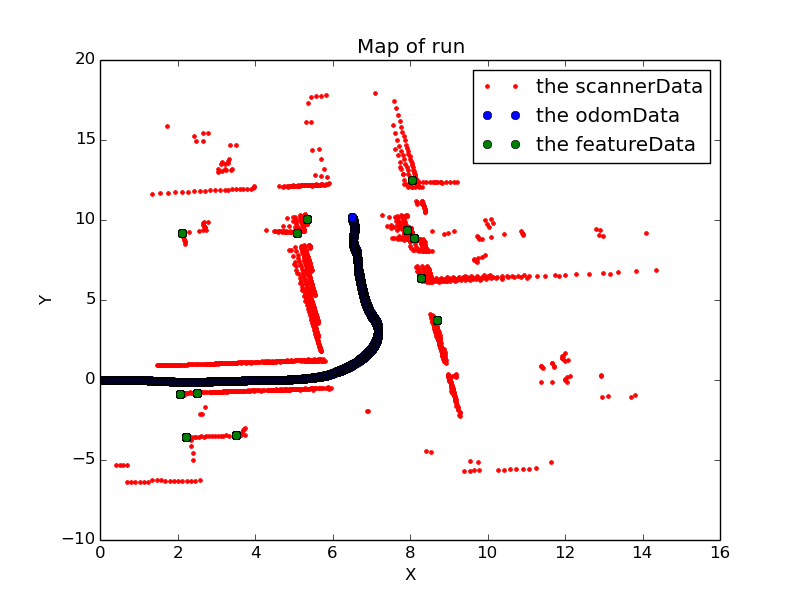 Map of run
the scannerData
the odomData
the featureData
20
15
10
5
0
−5
−10
Y
0 2 4 6 8 10 12 14 16
X